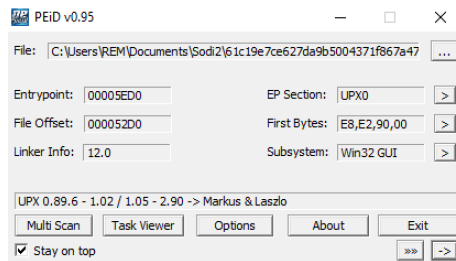 PEiD v0.95
File: C:\Users\REM\Documents\Sodi2\61c19e7ce627da9b5004371f867a47 ...
Entrypoint: 00005ED0 EP Section: UPX0 >
File Offset: 000052D0 First Bytes: E8,E2,90,00 >
Linker Info: 12.0 Subsystem: Win32 GUI >
UPX 0.89.6 - 1.02 / 1.05 - 2.90 -> Markus & Laszlo
Multi Scan Task Viewer Options About Exit
Stay on top »» ->